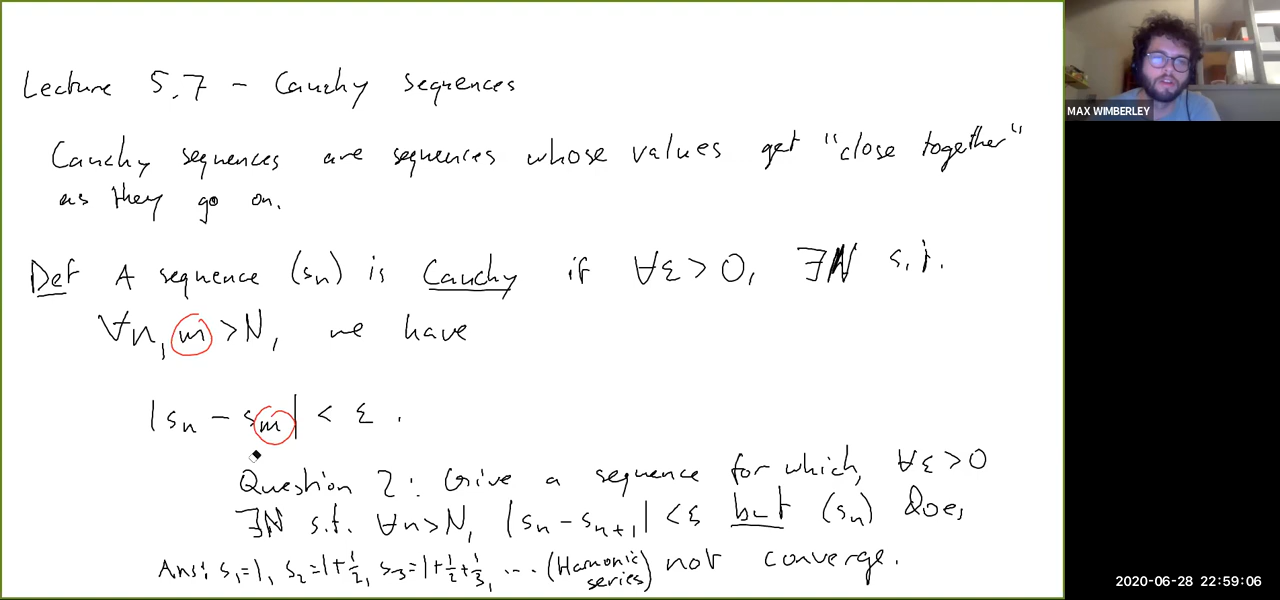 Lecture 5.7 - Cauchy sequences
MAX WIMBERLEY
Cauchy sequences are sequences whose values get "close together"
as they go on.
Def A sequence (sn) is Cauchy if ∀ε > 0, ∃N s.t.
∀n, m > N, we have
|sn - sm| < ε.
Question 2: Give a sequence for which, ∀ε > 0
∃N s.t. ∀n > N, |sn - sn+1| < ε but (sn) does
not converge.
Ans: s1 = 1, s2 = 1 + 1/2, s3 = 1 + 1/2 + 1/3, ... (Harmonic series)
2020-06-28 22:59:06